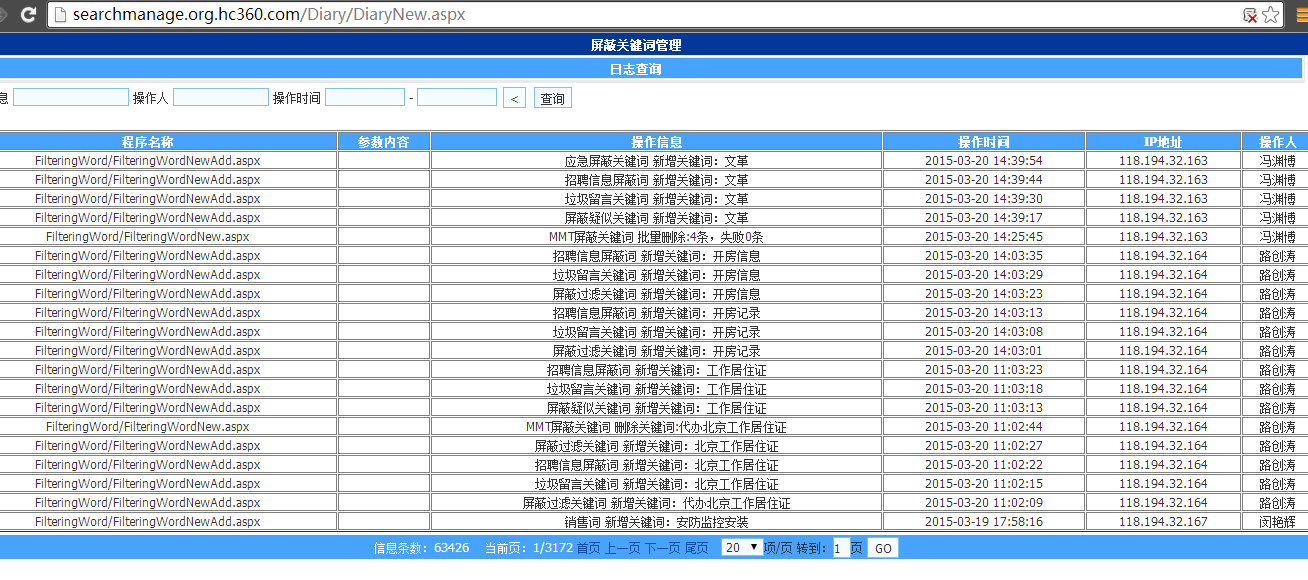 searchmanage.org.hc360.com/Diary/DiaryNew.aspx
屏蔽关键词管理
日志查询
息 操作人 操作时间 - < 查询
程序名称 参数内容 操作信息 操作时间 IP地址 操作人
FilteringWord/FilteringWordNewAdd.aspx 应急屏蔽关键词 新增关键词：文革 2015-03-20 14:39:54 118.194.32.163 冯渊博
FilteringWord/FilteringWordNewAdd.aspx 招聘信息屏蔽词 新增关键词：文革 2015-03-20 14:39:44 118.194.32.163 冯渊博
FilteringWord/FilteringWordNewAdd.aspx 垃圾留言关键词 新增关键词：文革 2015-03-20 14:39:30 118.194.32.163 冯渊博
FilteringWord/FilteringWordNewAdd.aspx 屏蔽疑似关键词 新增关键词：文革 2015-03-20 14:39:17 118.194.32.163 冯渊博
FilteringWord/FilteringWordNew.aspx MMT屏蔽关键词 批量删除:4条，失败0条 2015-03-20 14:25:45 118.194.32.163 冯渊博
FilteringWord/FilteringWordNewAdd.aspx 招聘信息屏蔽词 新增关键词：开房信息 2015-03-20 14:03:35 118.194.32.164 路创涛
FilteringWord/FilteringWordNewAdd.aspx 垃圾留言关键词 新增关键词：开房信息 2015-03-20 14:03:29 118.194.32.164 路创涛
FilteringWord/FilteringWordNewAdd.aspx 屏蔽过滤关键词 新增关键词：开房信息 2015-03-20 14:03:23 118.194.32.164 路创涛
FilteringWord/FilteringWordNewAdd.aspx 招聘信息屏蔽词 新增关键词：开房记录 2015-03-20 14:03:13 118.194.32.164 路创涛
FilteringWord/FilteringWordNewAdd.aspx 垃圾留言关键词 新增关键词：开房记录 2015-03-20 14:03:08 118.194.32.164 路创涛
FilteringWord/FilteringWordNewAdd.aspx 屏蔽过滤关键词 新增关键词：开房记录 2015-03-20 14:03:01 118.194.32.164 路创涛
FilteringWord/FilteringWordNewAdd.aspx 招聘信息屏蔽词 新增关键词：工作居住证 2015-03-20 11:03:23 118.194.32.164 路创涛
FilteringWord/FilteringWordNewAdd.aspx 垃圾留言关键词 新增关键词：工作居住证 2015-03-20 11:03:18 118.194.32.164 路创涛
FilteringWord/FilteringWordNewAdd.aspx 屏蔽疑似关键词 新增关键词：工作居住证 2015-03-20 11:03:13 118.194.32.164 路创涛
FilteringWord/FilteringWordNew.aspx MMT屏蔽关键词 删除关键词:代办北京工作居住证 2015-03-20 11:02:44 118.194.32.164 路创涛
FilteringWord/FilteringWordNewAdd.aspx 屏蔽过滤关键词 新增关键词：北京工作居住证 2015-03-20 11:02:27 118.194.32.164 路创涛
FilteringWord/FilteringWordNewAdd.aspx 招聘信息屏蔽词 新增关键词：北京工作居住证 2015-03-20 11:02:22 118.194.32.164 路创涛
FilteringWord/FilteringWordNewAdd.aspx 垃圾留言关键词 新增关键词：北京工作居住证 2015-03-20 11:02:15 118.194.32.164 路创涛
FilteringWord/FilteringWordNewAdd.aspx 屏蔽过滤关键词 新增关键词：代办北京工作居住证 2015-03-20 11:02:09 118.194.32.164 路创涛
FilteringWord/FilteringWordNewAdd.aspx 销售词 新增关键词：安防监控安装 2015-03-19 17:58:16 118.194.32.167 闵艳辉
信息条数：63426 当前页：1/3172 首页 上一页 下一页 尾页 20 项/页 转到：1 页 GO